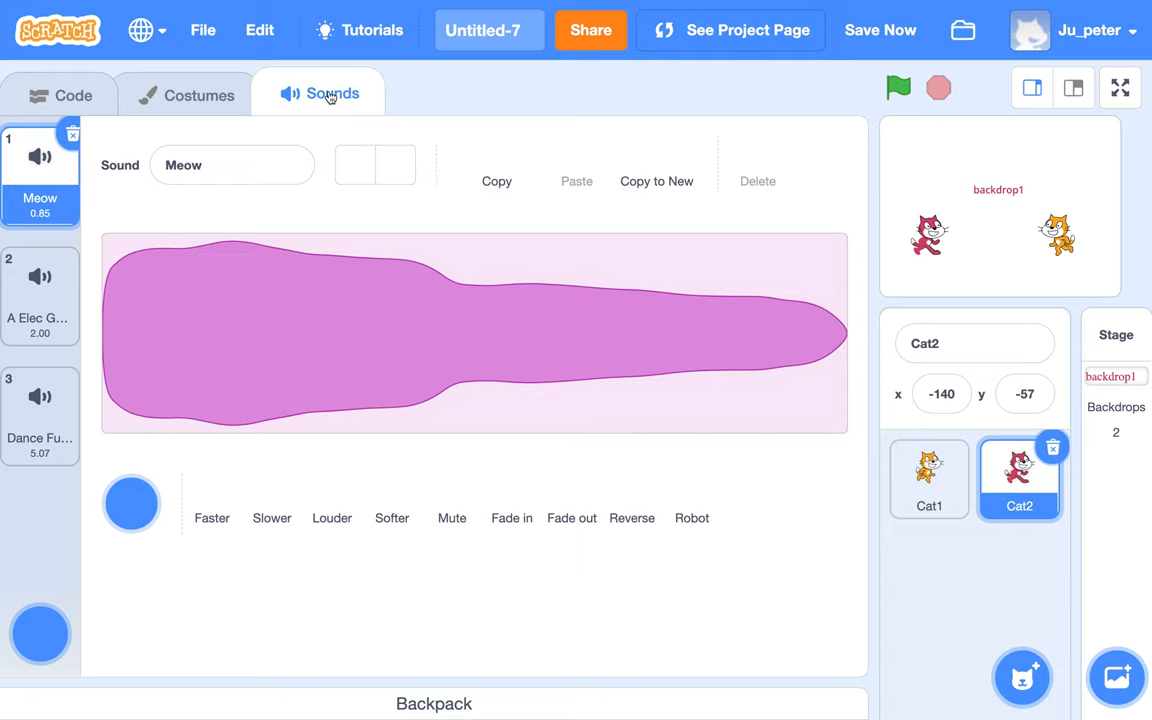 SCRATCH File Edit Tutorials Untitled-7 Share See Project Page Save Now Ju_peter
Code Costumes Sounds
1
Meow
0.85
2
A Elec G...
2.00
3
Dance Fu...
5.07
Sound Meow Copy Paste Copy to New Delete
Faster Slower Louder Softer Mute Fade in Fade out Reverse Robot
backdrop1
Cat2
x -140 y -57
Cat1 Cat2
Stage
backdrop1
Backdrops
2
Backpack